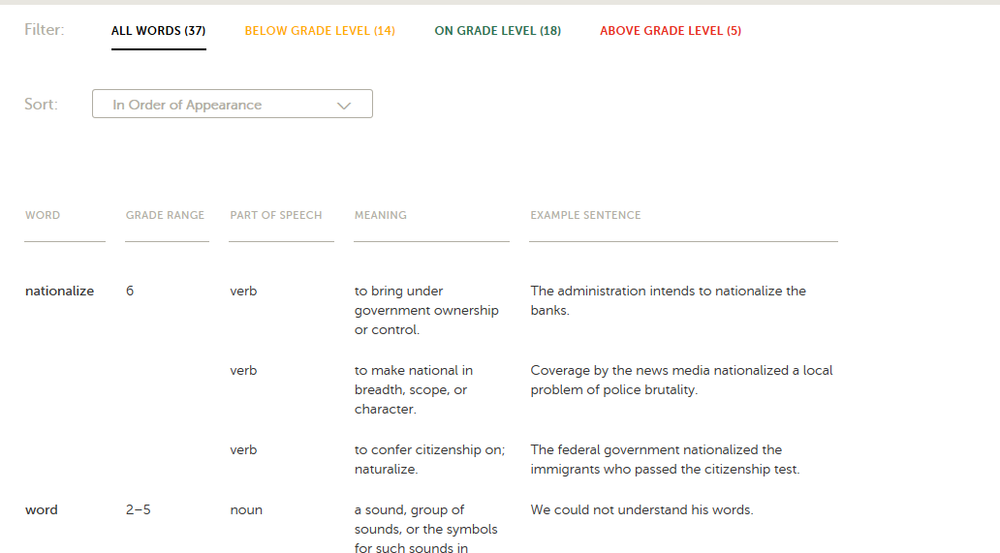 Filter: ALL WORDS (37) BELOW GRADE LEVEL (14) ON GRADE LEVEL (18) ABOVE GRADE LEVEL (5)
Sort: In Order of Appearance
WORD GRADE RANGE PART OF SPEECH MEANING EXAMPLE SENTENCE
nationalize 6 verb to bring under The administration intends to nationalize the
government ownership banks.
or control.
verb to make national in Coverage by the news media nationalized a local
breadth, scope, or problem of police brutality.
character.
verb to confer citizenship on; The federal government nationalized the
naturalize. immigrants who passed the citizenship test.
word 2–5 noun a sound, group of We could not understand his words.
sounds, or the symbols
for such sounds in